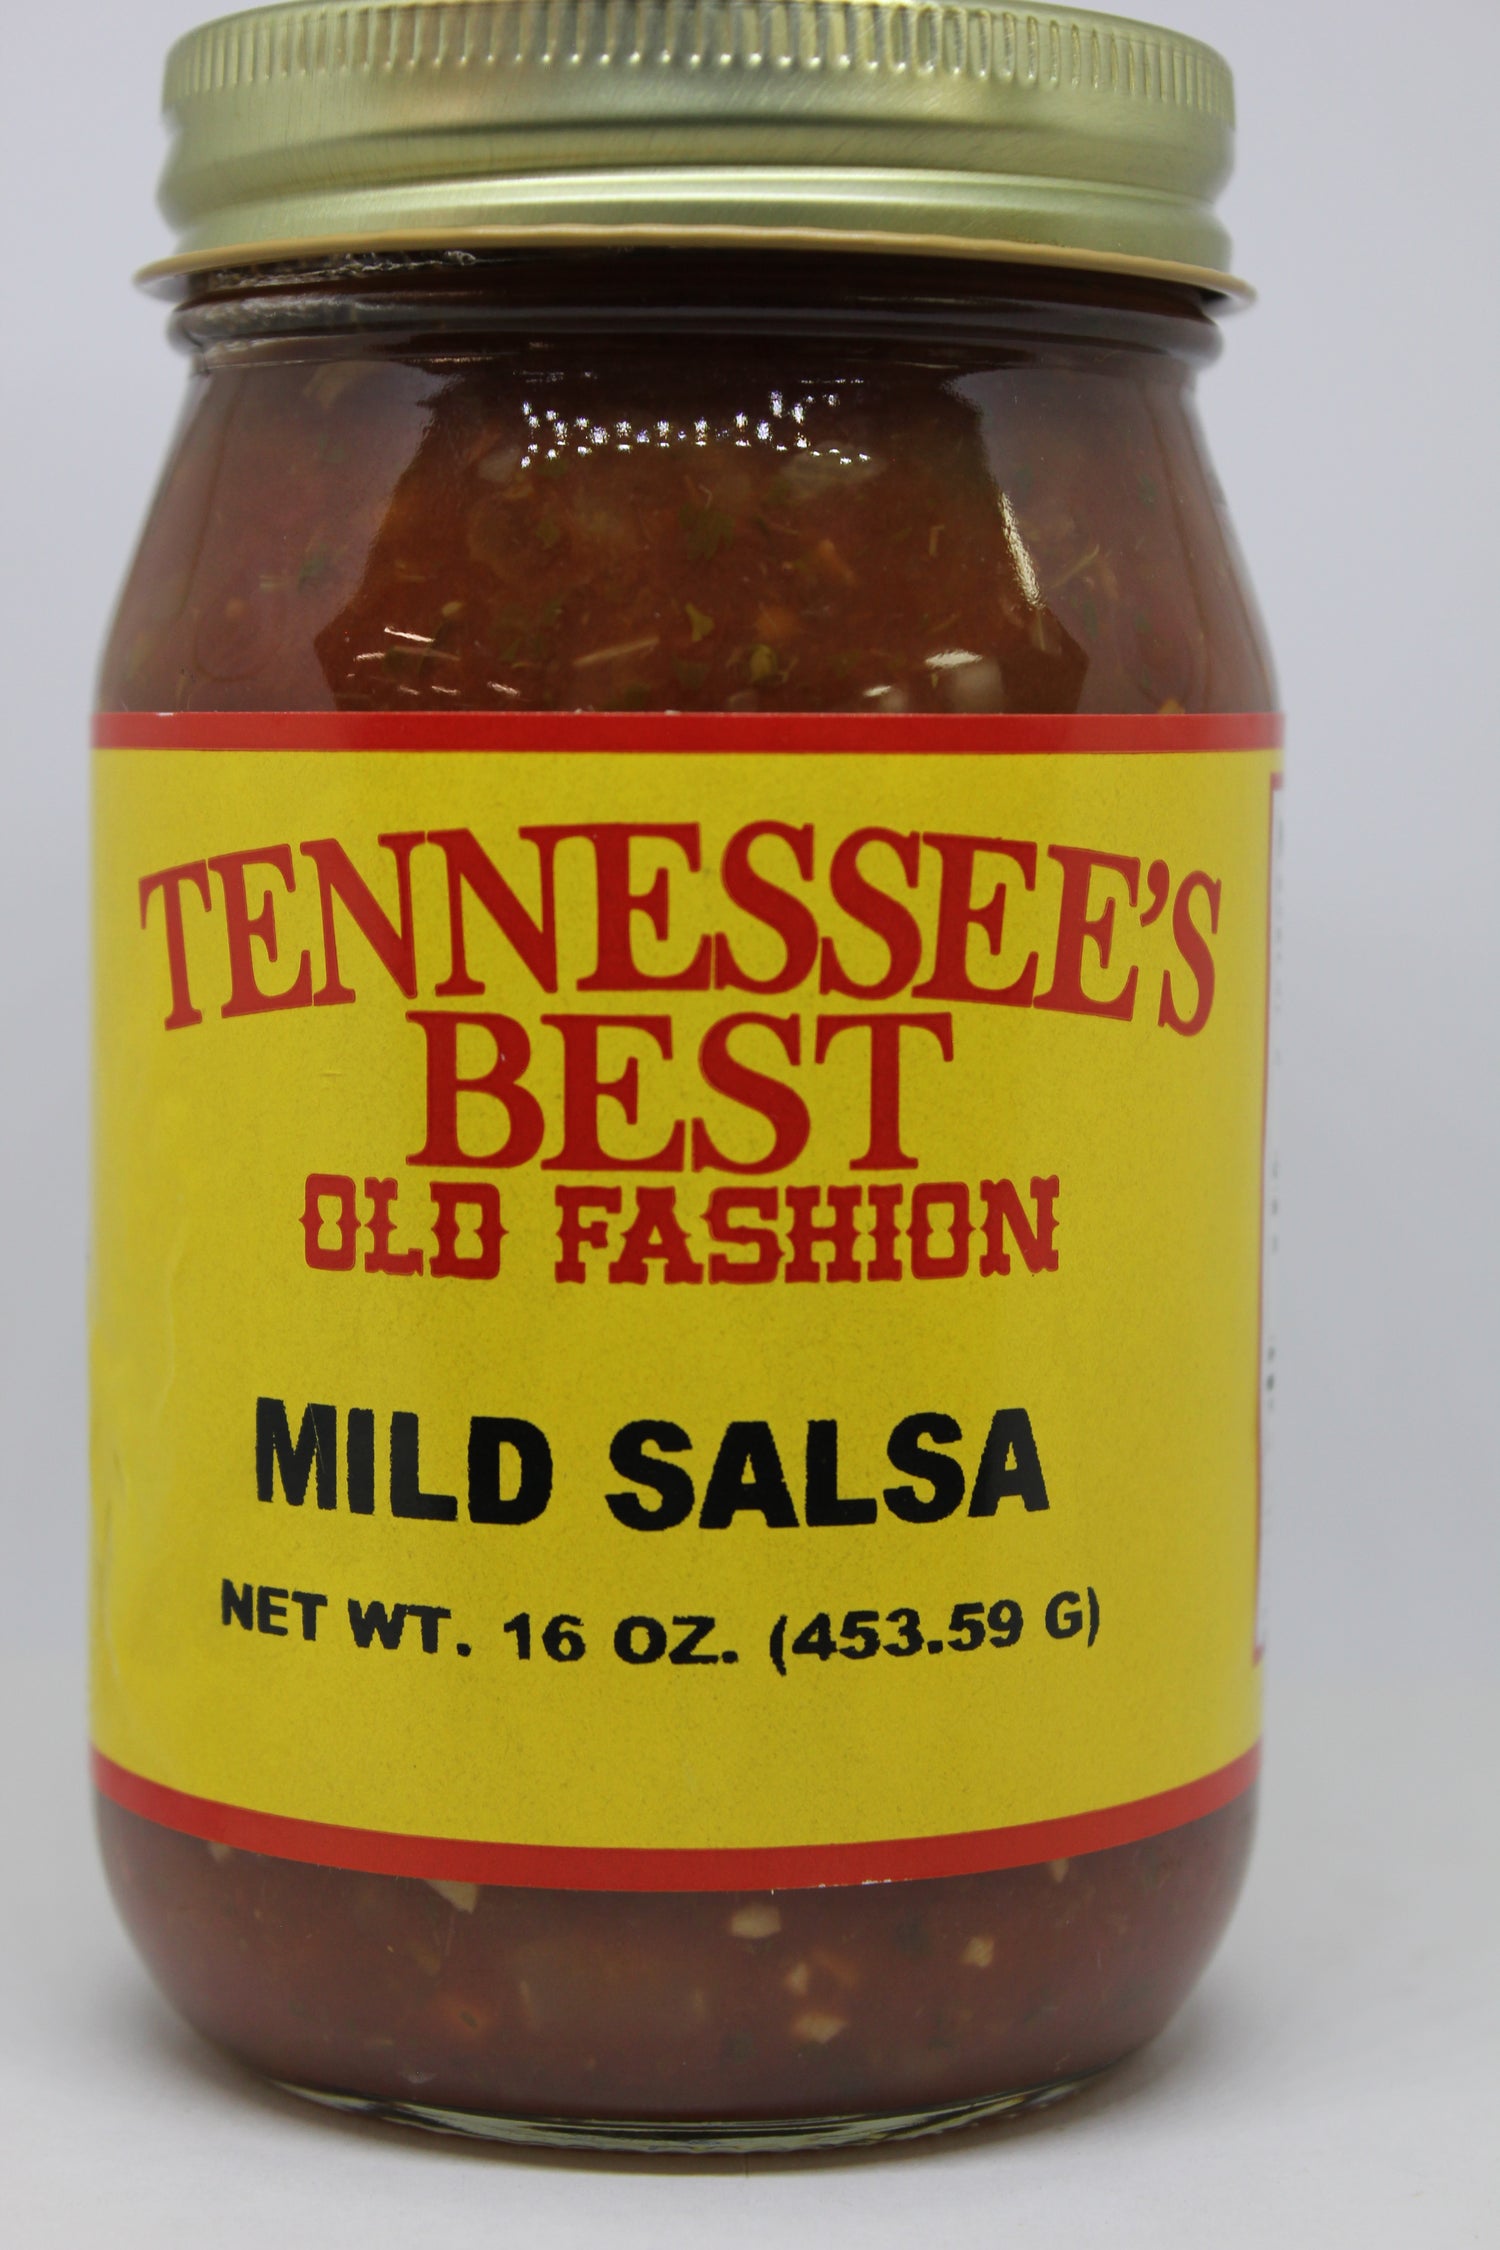 TENNESSEE'S
BEST
OLD FASHION
MILD SALSA
NET WT. 16 OZ. (453.59 G)